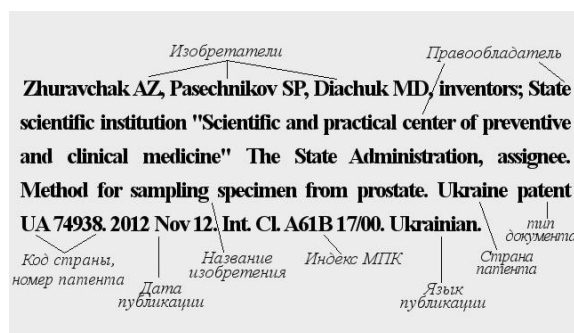 Изобретатели
Правообладатель
Zhuravchak AZ, Pasechnikov SP, Diachuk MD, inventors; State
scientific institution "Scientific and practical center of preventive
and clinical medicine" The State Administration, assignee.
Method for sampling specimen from prostate. Ukraine patent
UA 74938. 2012 Nov 12. Int. Cl. A61B 17/00. Ukrainian.
тип
документа
Код страны,
номер патента
Дата
публикации
Название
изобретения
Индекс МПК
Язык
публикации
Страна
патента